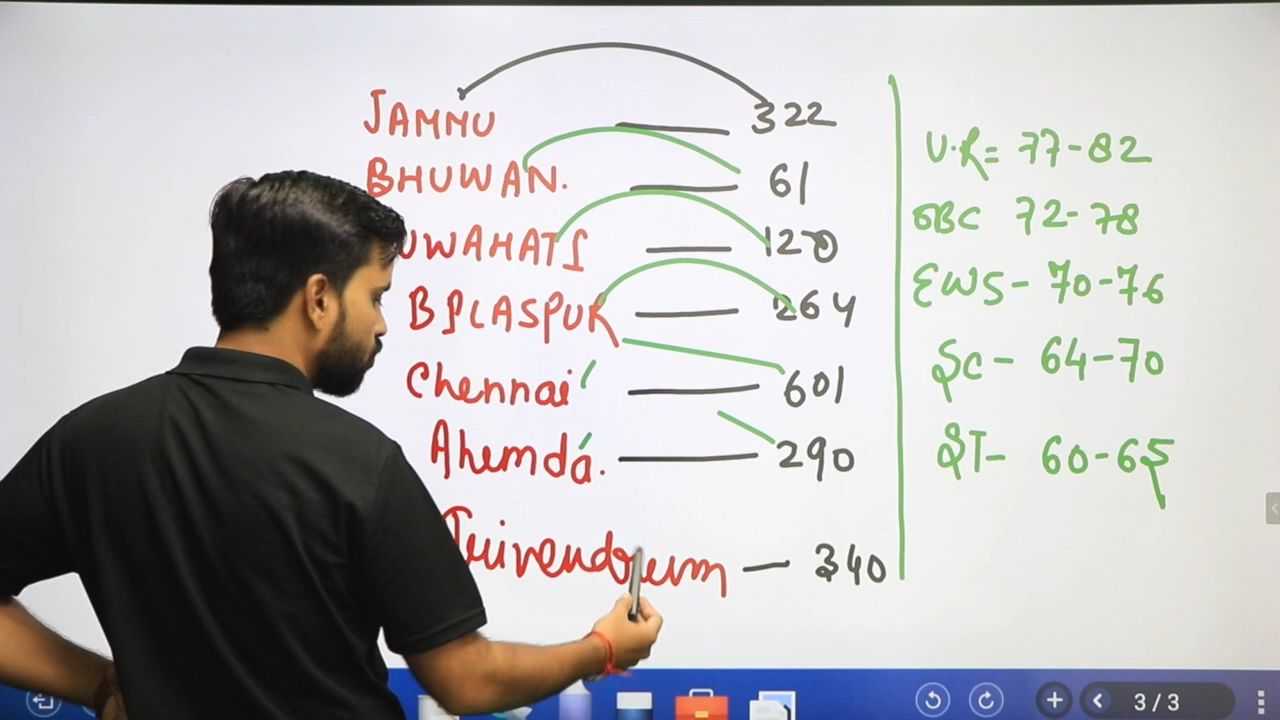 JAMMU 322
BHUWAN. 61
UWAHATI 120
BILASPUR 264
Chennai 601
Ahemda. 290
Trivendrum - 340
U.R= 77-82
OBC 72-78
EWS - 70-76
SC - 64-70
ST - 60-65
3/3